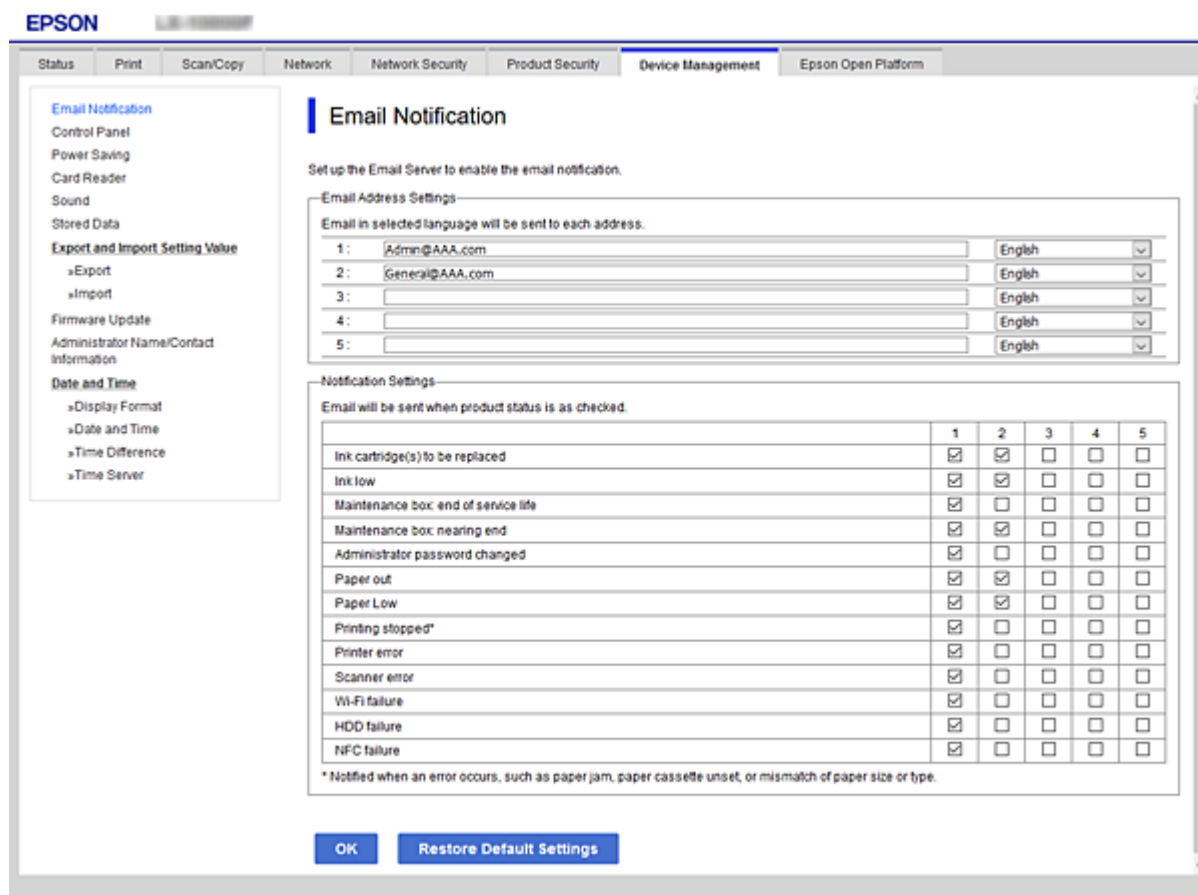 EPSON
Status Print Scan/Copy Network Network Security Product Security Device Management Epson Open Platform
Email Notification
Control Panel
Power Saving
Card Reader
Sound
Stored Data
Export and Import Setting Value
»Export
»Import
Firmware Update
Administrator Name/Contact
Information
Date and Time
»Display Format
»Date and Time
»Time Difference
»Time Server
Email Notification
Set up the Email Server to enable the email notification.
Email Address Settings
Email in selected language will be sent to each address.
1 : Admin@AAA.com English
2 : General@AAA.com English
3 : English
4 : English
5 : English
Notification Settings
Email will be sent when product status is as checked.
1 2 3 4 5
Ink cartridge(s) to be replaced
Ink low
Maintenance box: end of service life
Maintenance box: nearing end
Administrator password changed
Paper out
Paper Low
Printing stopped*
Printer error
Scanner error
Wi-Fi failure
HDD failure
NFC failure
* Notified when an error occurs, such as paper jam, paper cassette unset, or mismatch of paper size or type.
OK Restore Default Settings